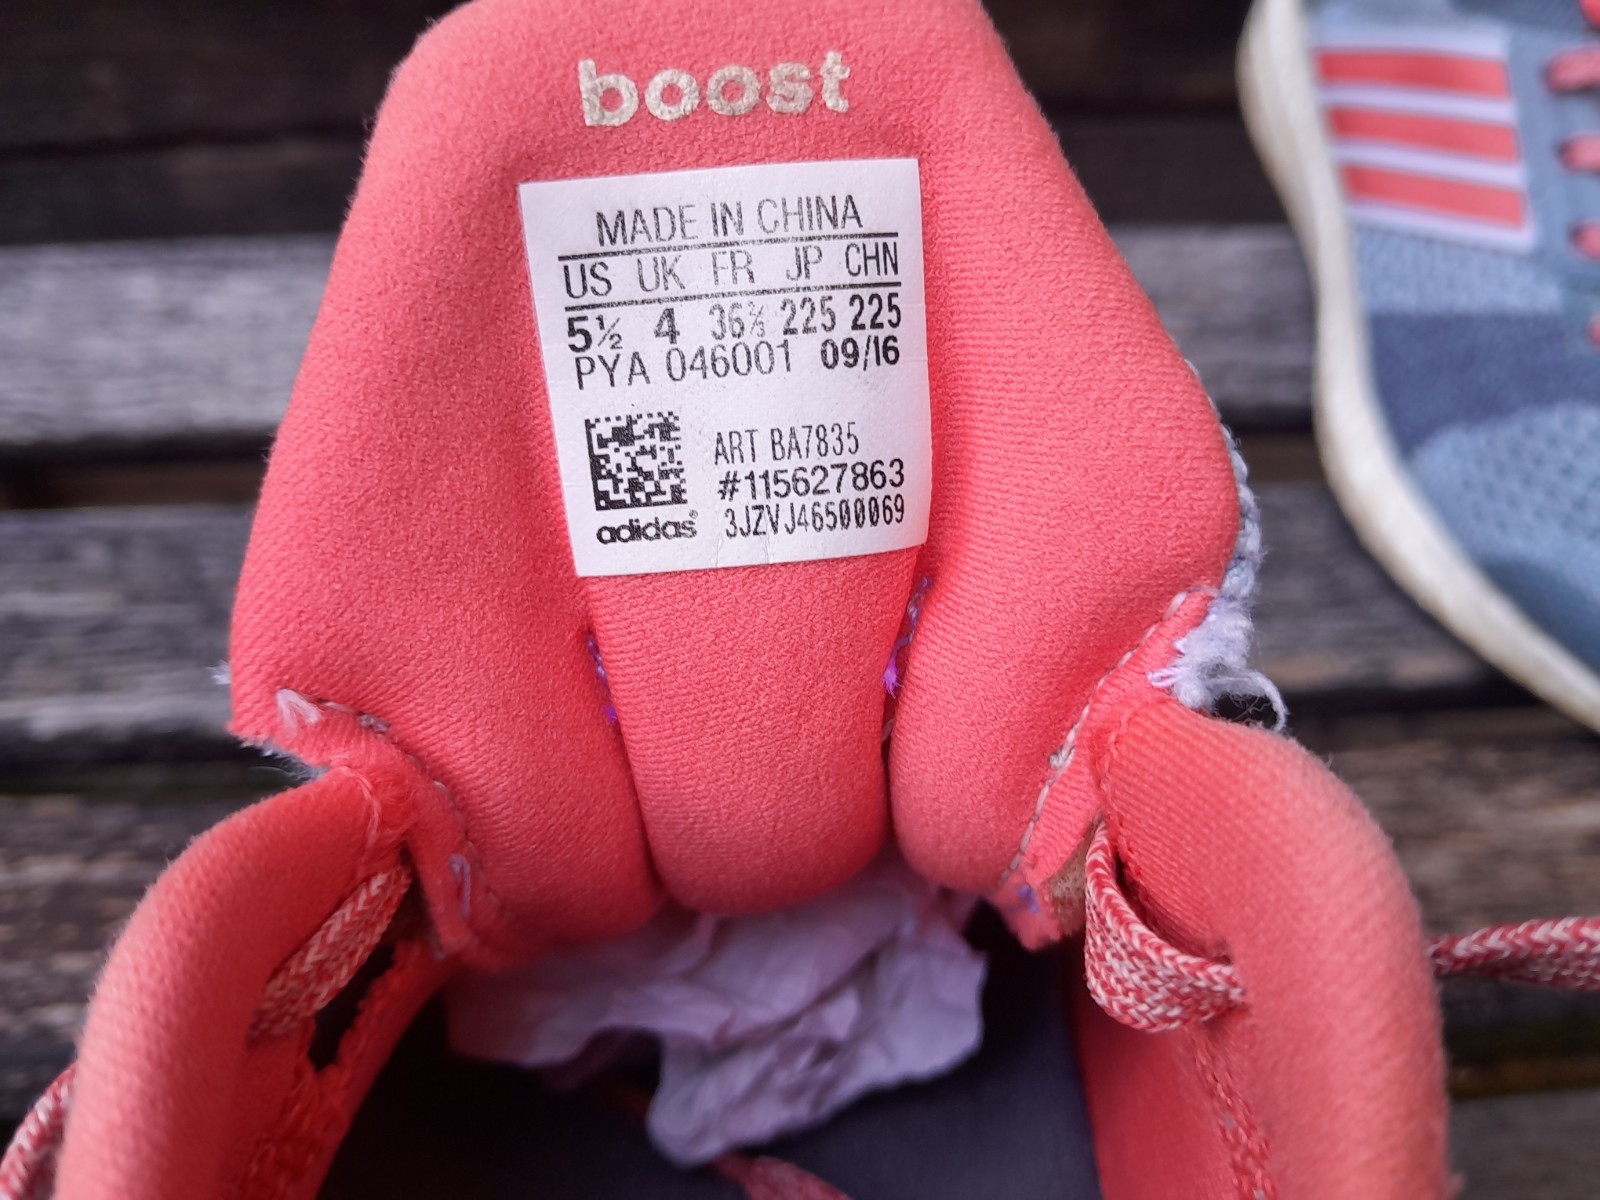 boost
MADE IN CHINA
US UK FR JP CHN
5½ 4 36⅔ 225 225
PYA 046001 09/16
ART BA7835
#115627863
adidas® 3JZVJ46500069